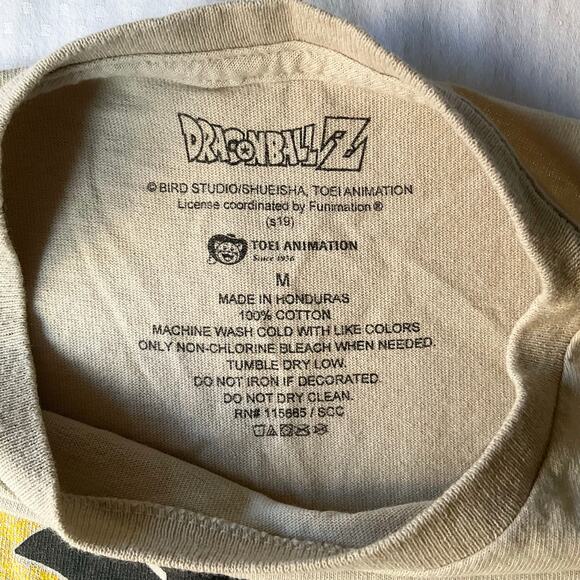 DRAGONBALL Z
© BIRD STUDIO/SHUEISHA, TOEI ANIMATION
License coordinated by Funimation ®
(s19)
TOEI ANIMATION
Since 1956
M
MADE IN HONDURAS
100% COTTON
MACHINE WASH COLD WITH LIKE COLORS
ONLY NON-CHLORINE BLEACH WHEN NEEDED.
TUMBLE DRY LOW.
DO NOT IRON IF DECORATED.
DO NOT DRY CLEAN.
RN# 115885 / SCC